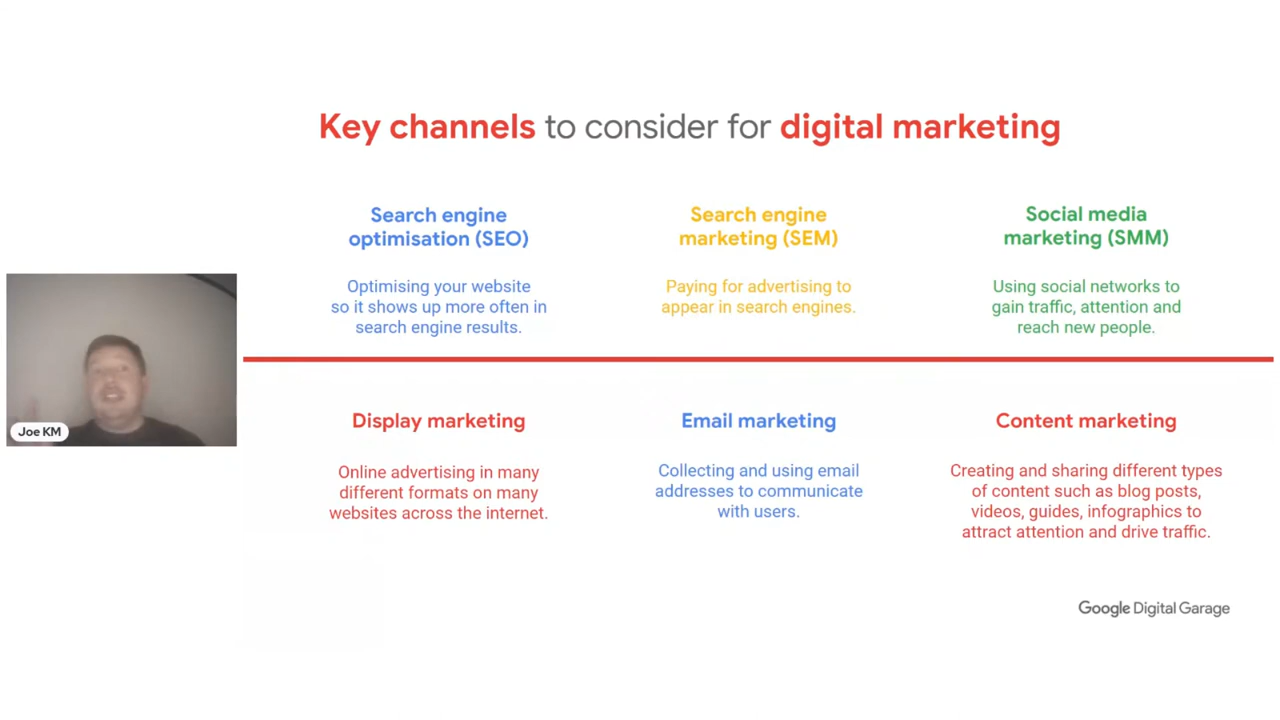 Key channels to consider for digital marketing
Search engine
optimisation (SEO)
Optimising your website
so it shows up more often in
search engine results.
Search engine
marketing (SEM)
Paying for advertising to
appear in search engines.
Social media
marketing (SMM)
Using social networks to
gain traffic, attention and
reach new people.
Joe KM
Display marketing
Online advertising in many
different formats on many
websites across the internet.
Email marketing
Collecting and using email
addresses to communicate
with users.
Content marketing
Creating and sharing different types
of content such as blog posts,
videos, guides, infographics to
attract attention and drive traffic.
Google Digital Garage